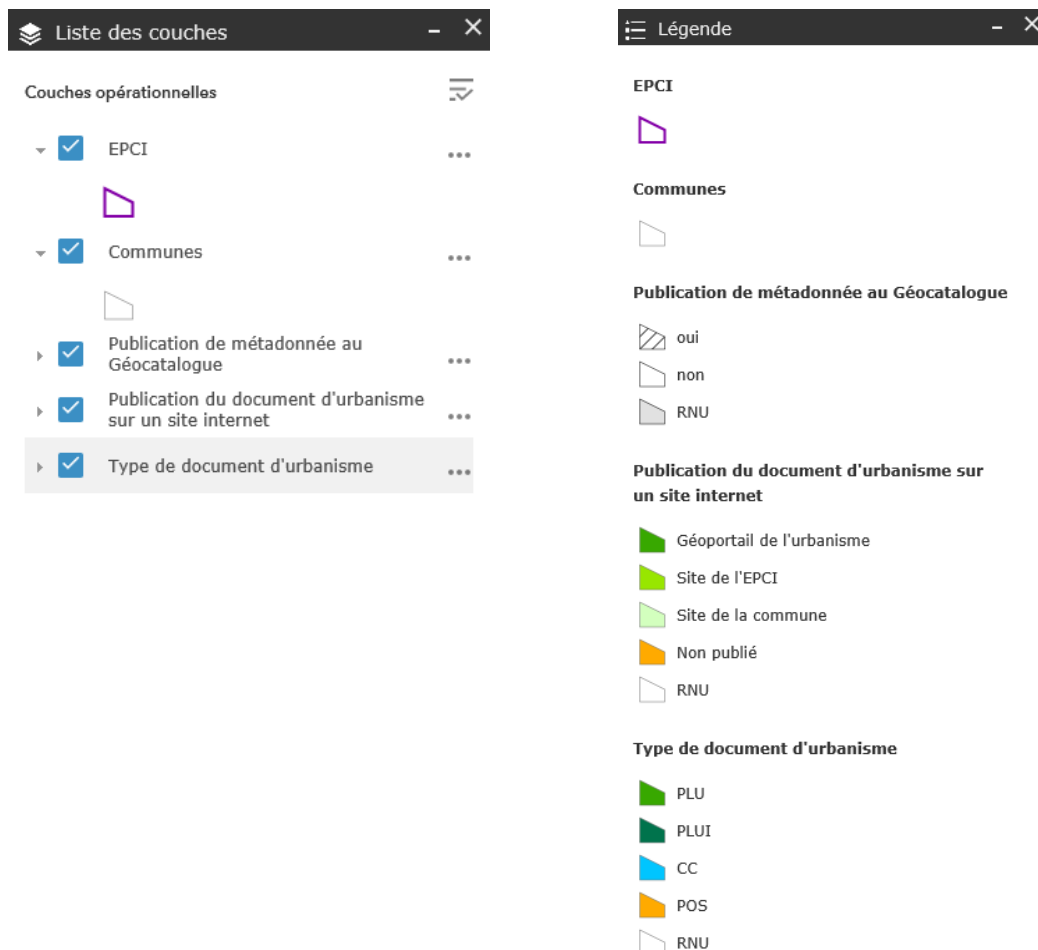 Liste des couches
Couches opérationnelles
EPCI
Communes
Publication de métadonnée au
Géocatalogue
Publication du document d'urbanisme
sur un site internet
Type de document d'urbanisme
Légende
EPCI
Communes
Publication de métadonnée au Géocatalogue
oui
non
RNU
Publication du document d'urbanisme sur
un site internet
Géoportail de l'urbanisme
Site de l'EPCI
Site de la commune
Non publié
RNU
Type de document d'urbanisme
PLU
PLUI
CC
POS
RNU